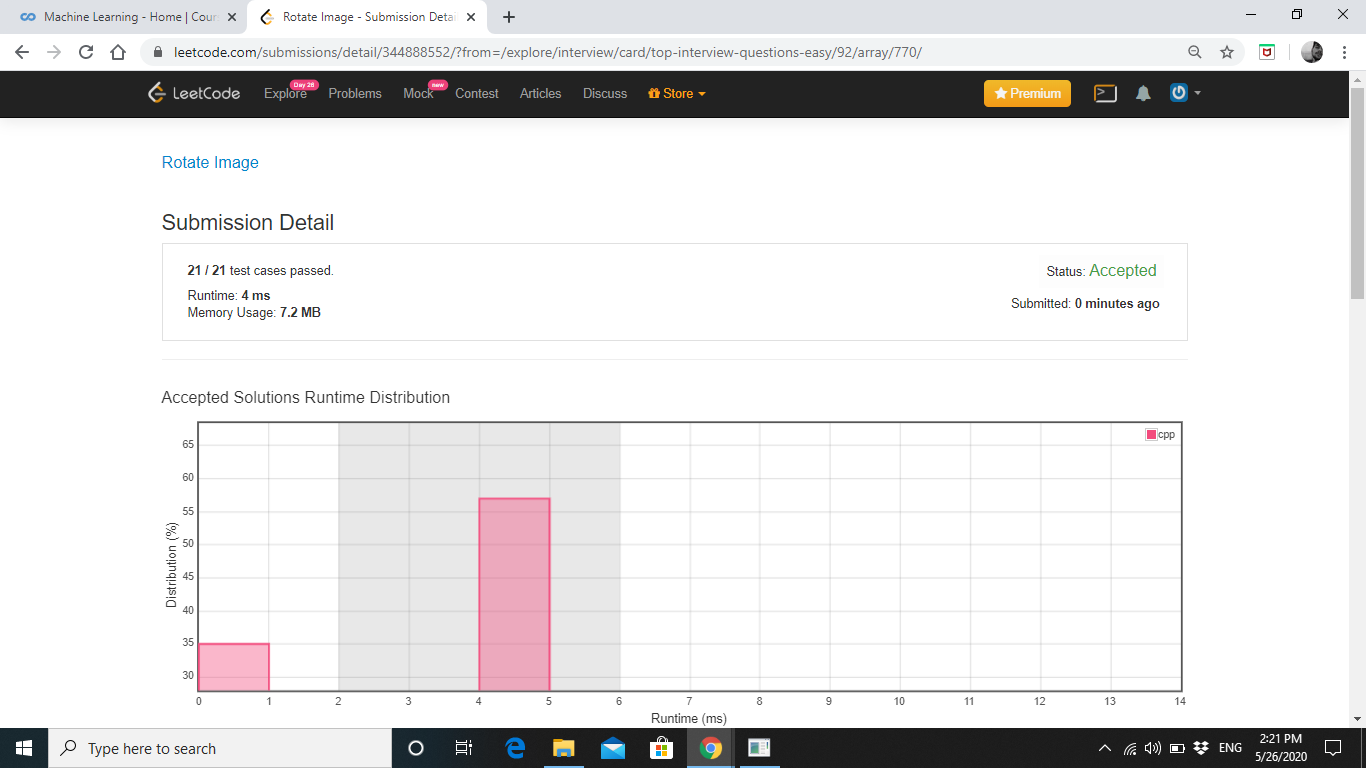 Machine Learning - Home | Cour
Rotate Image - Submission Detai
leetcode.com/submissions/detail/344888552/?from=/explore/interview/card/top-interview-questions-easy/92/array/770/
LeetCode
Explore Day 26 Problems Mock new Contest Articles Discuss Store
Premium
Rotate Image
Submission Detail
21 / 21 test cases passed.
Status: Accepted
Runtime: 4 ms
Submitted: 0 minutes ago
Memory Usage: 7.2 MB
Accepted Solutions Runtime Distribution
cpp
65
60
55
50
45
40
35
30
Distribution (%)
0 1 2 3 4 5 6 7 8 9 10 11 12 13 14
Runtime (ms)
Type here to search
ENG
2:21 PM
5/26/2020